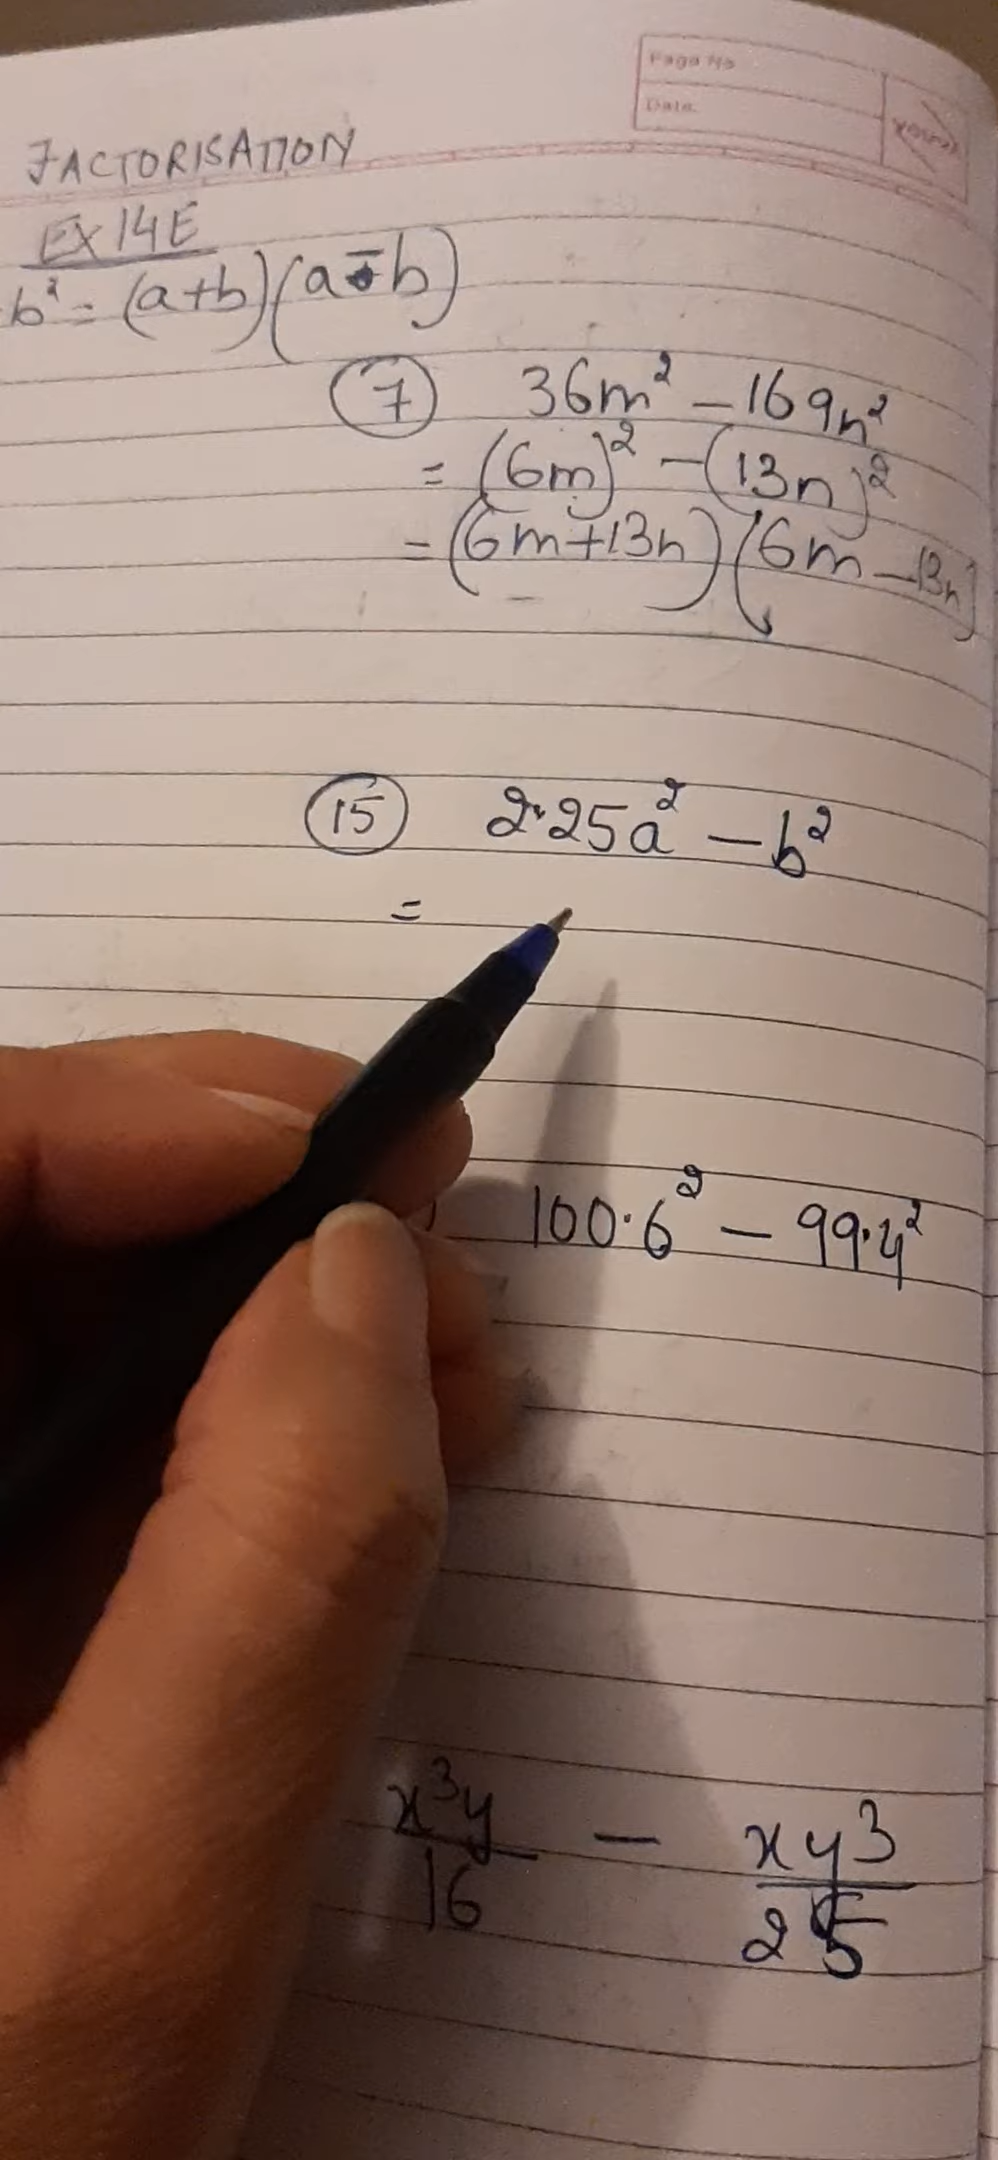 Page No
Date
FACTORISATION
EX 14E
b² = (a+b)(a-b)
7 36m² - 169n²
= (6m)² - (13n)²
= (6m+13n)(6m-13n)
15 2.25a² - b²
=
100.6² - 99.4²
x³y/16 - xy³/25